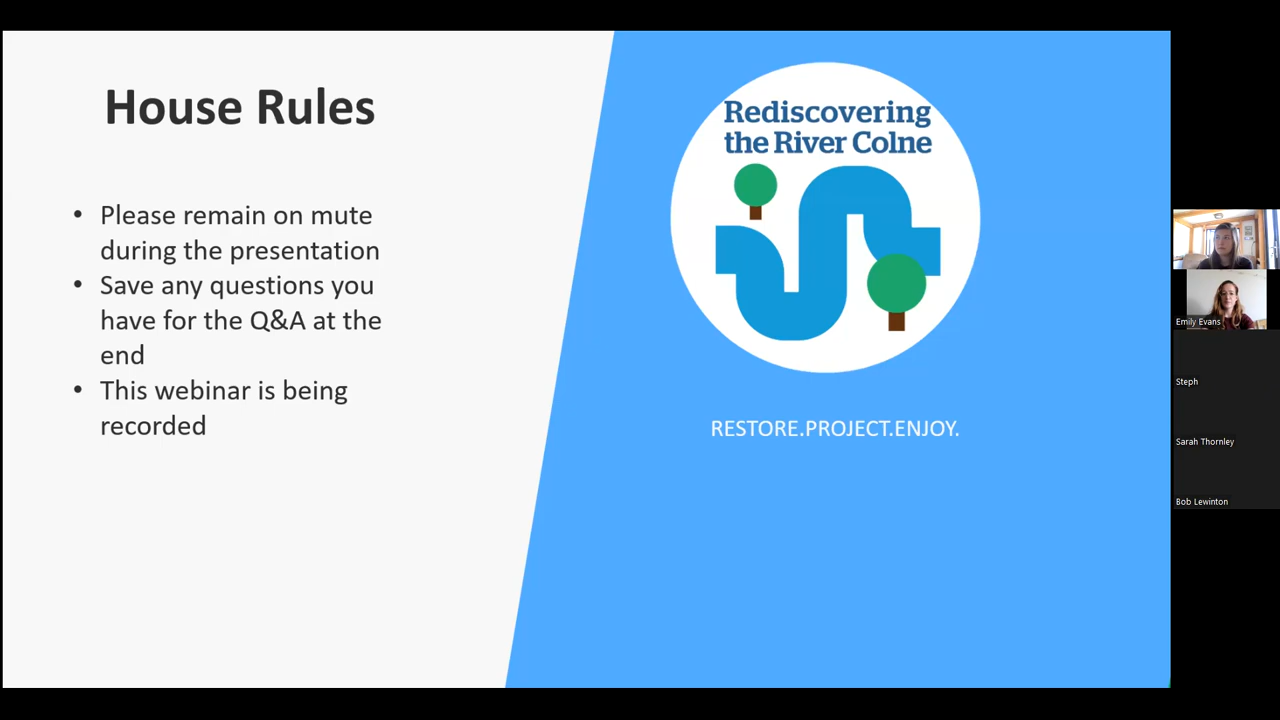 House Rules
• Please remain on mute
during the presentation
• Save any questions you
have for the Q&A at the
end
• This webinar is being
recorded
Rediscovering
the River Colne
RESTORE.PROJECT.ENJOY.
Emily Evans
Steph
Sarah Thornley
Bob Lewinton